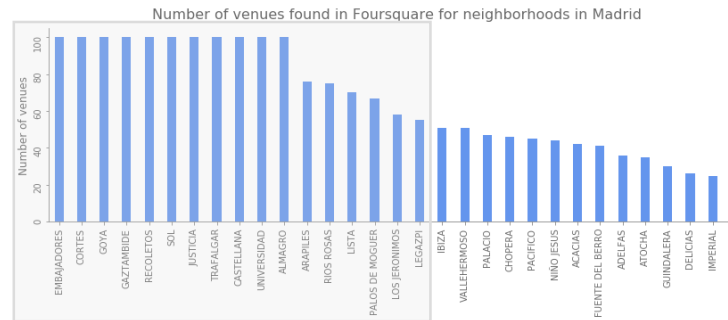 Number of venues found in Foursquare for neighborhoods in Madrid
Number of venues
100
80
60
40
20
0
EMBAJADORES
CORTES
GOYA
GAZTAMBIDE
RECOLETOS
SOL
JUSTICIA
TRAFALGAR
CASTELLANA
UNIVERSIDAD
ALMAGRO
ARAPILES
RIOS ROSAS
LISTA
PALOS DE MOGUER
LOS JERONIMOS
LEGAZPI
IBIZA
VALLEHERMOSO
PALACIO
CHOPERA
PACIFICO
NIÑO JESUS
ACACIAS
FUENTE DEL BERRO
ADELFAS
ATOCHA
GUINDALERA
DELICIAS
IMPERIAL